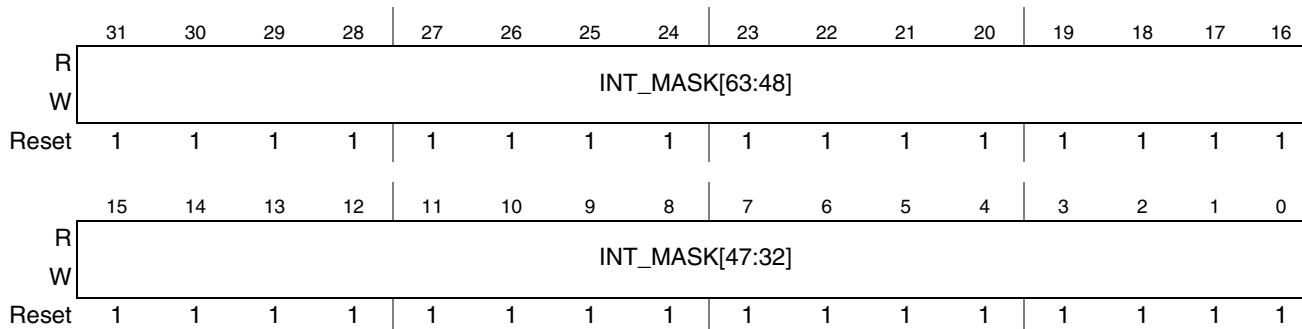 31 30 29 28 27 26 25 24 23 22 21 20 19 18 17 16
R
INT_MASK[63:48]
W
Reset 1 1 1 1 1 1 1 1 1 1 1 1 1 1 1 1
15 14 13 12 11 10 9 8 7 6 5 4 3 2 1 0
R
INT_MASK[47:32]
W
Reset 1 1 1 1 1 1 1 1 1 1 1 1 1 1 1 1